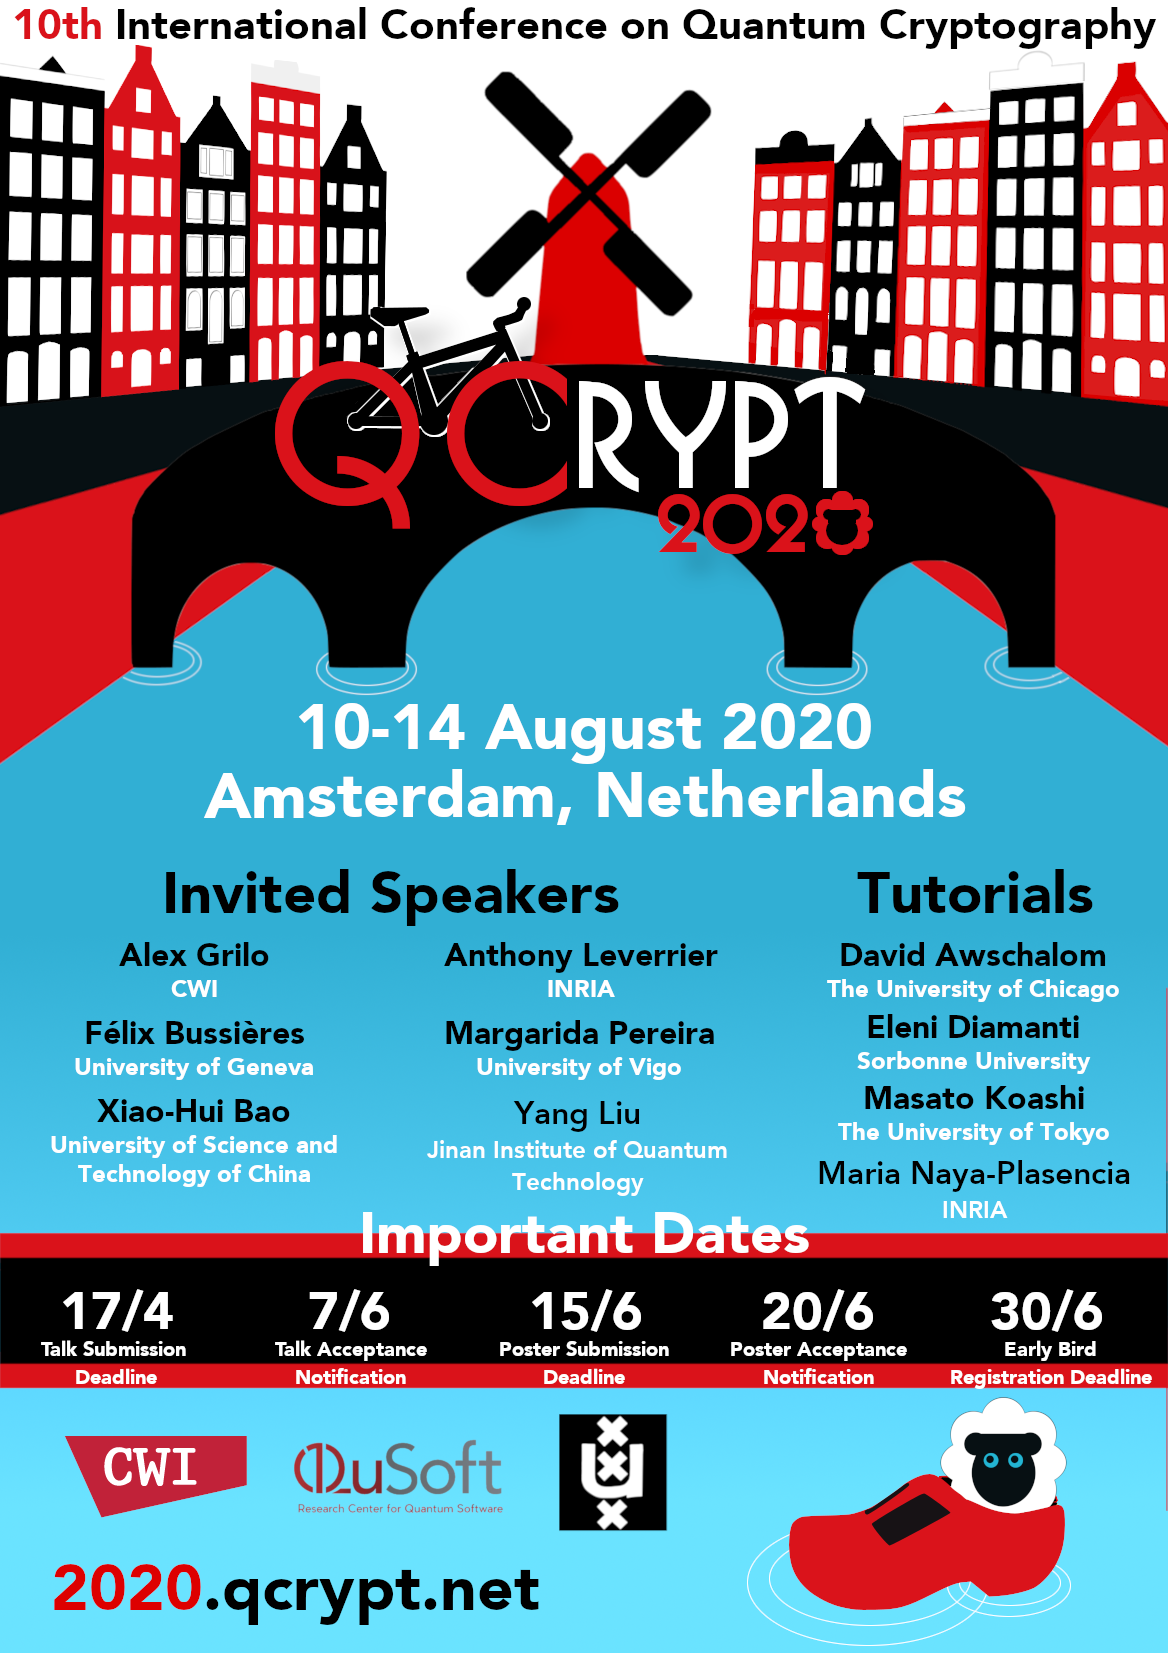 10th International Conference on Quantum Cryptography
QCRYPT
2020
10-14 August 2020
Amsterdam, Netherlands
Invited Speakers
Alex Grilo
CWI
Félix Bussières
University of Geneva
Xiao-Hui Bao
University of Science and
Technology of China
Anthony Leverrier
INRIA
Margarida Pereira
University of Vigo
Yang Liu
Jinan Institute of Quantum
Technology
Tutorials
David Awschalom
The University of Chicago
Eleni Diamanti
Sorbonne University
Masato Koashi
The University of Tokyo
Maria Naya-Plasencia
INRIA
Important Dates
17/4
Talk Submission
Deadline
7/6
Talk Acceptance
Notification
15/6
Poster Submission
Deadline
20/6
Poster Acceptance
Notification
30/6
Early Bird
Registration Deadline
CWI
QuSoft
Research Center for Quantum Software
2020.qcrypt.net